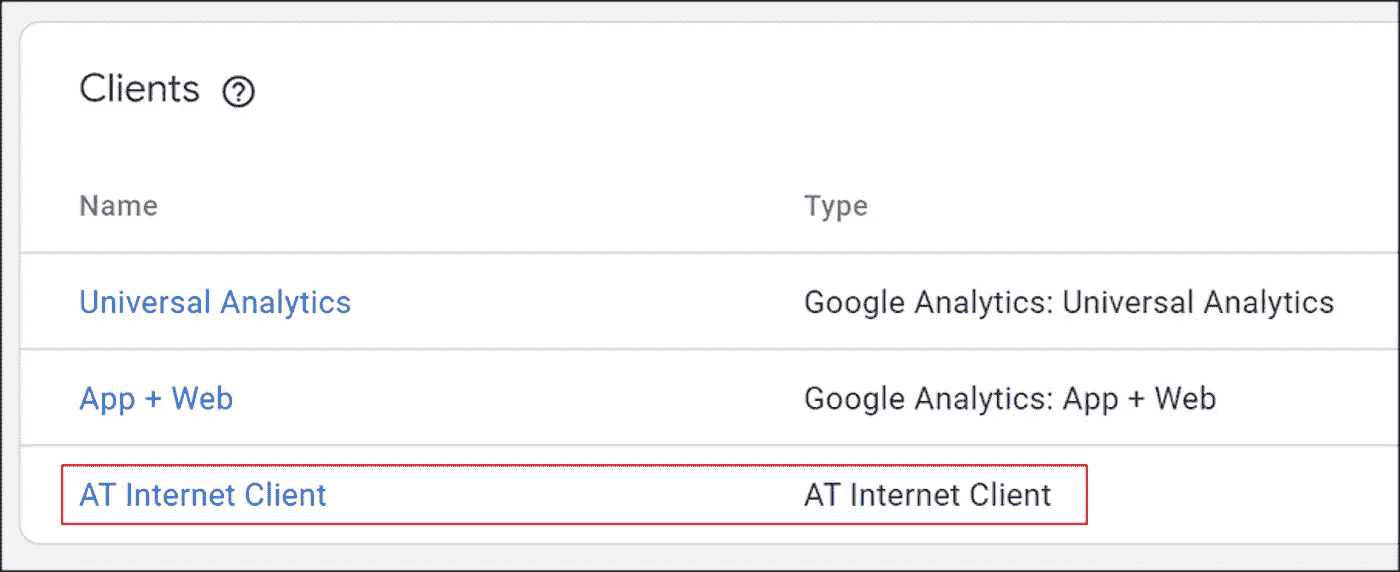 Clients ?
Name Type
Universal Analytics Google Analytics: Universal Analytics
App + Web Google Analytics: App + Web
AT Internet Client AT Internet Client